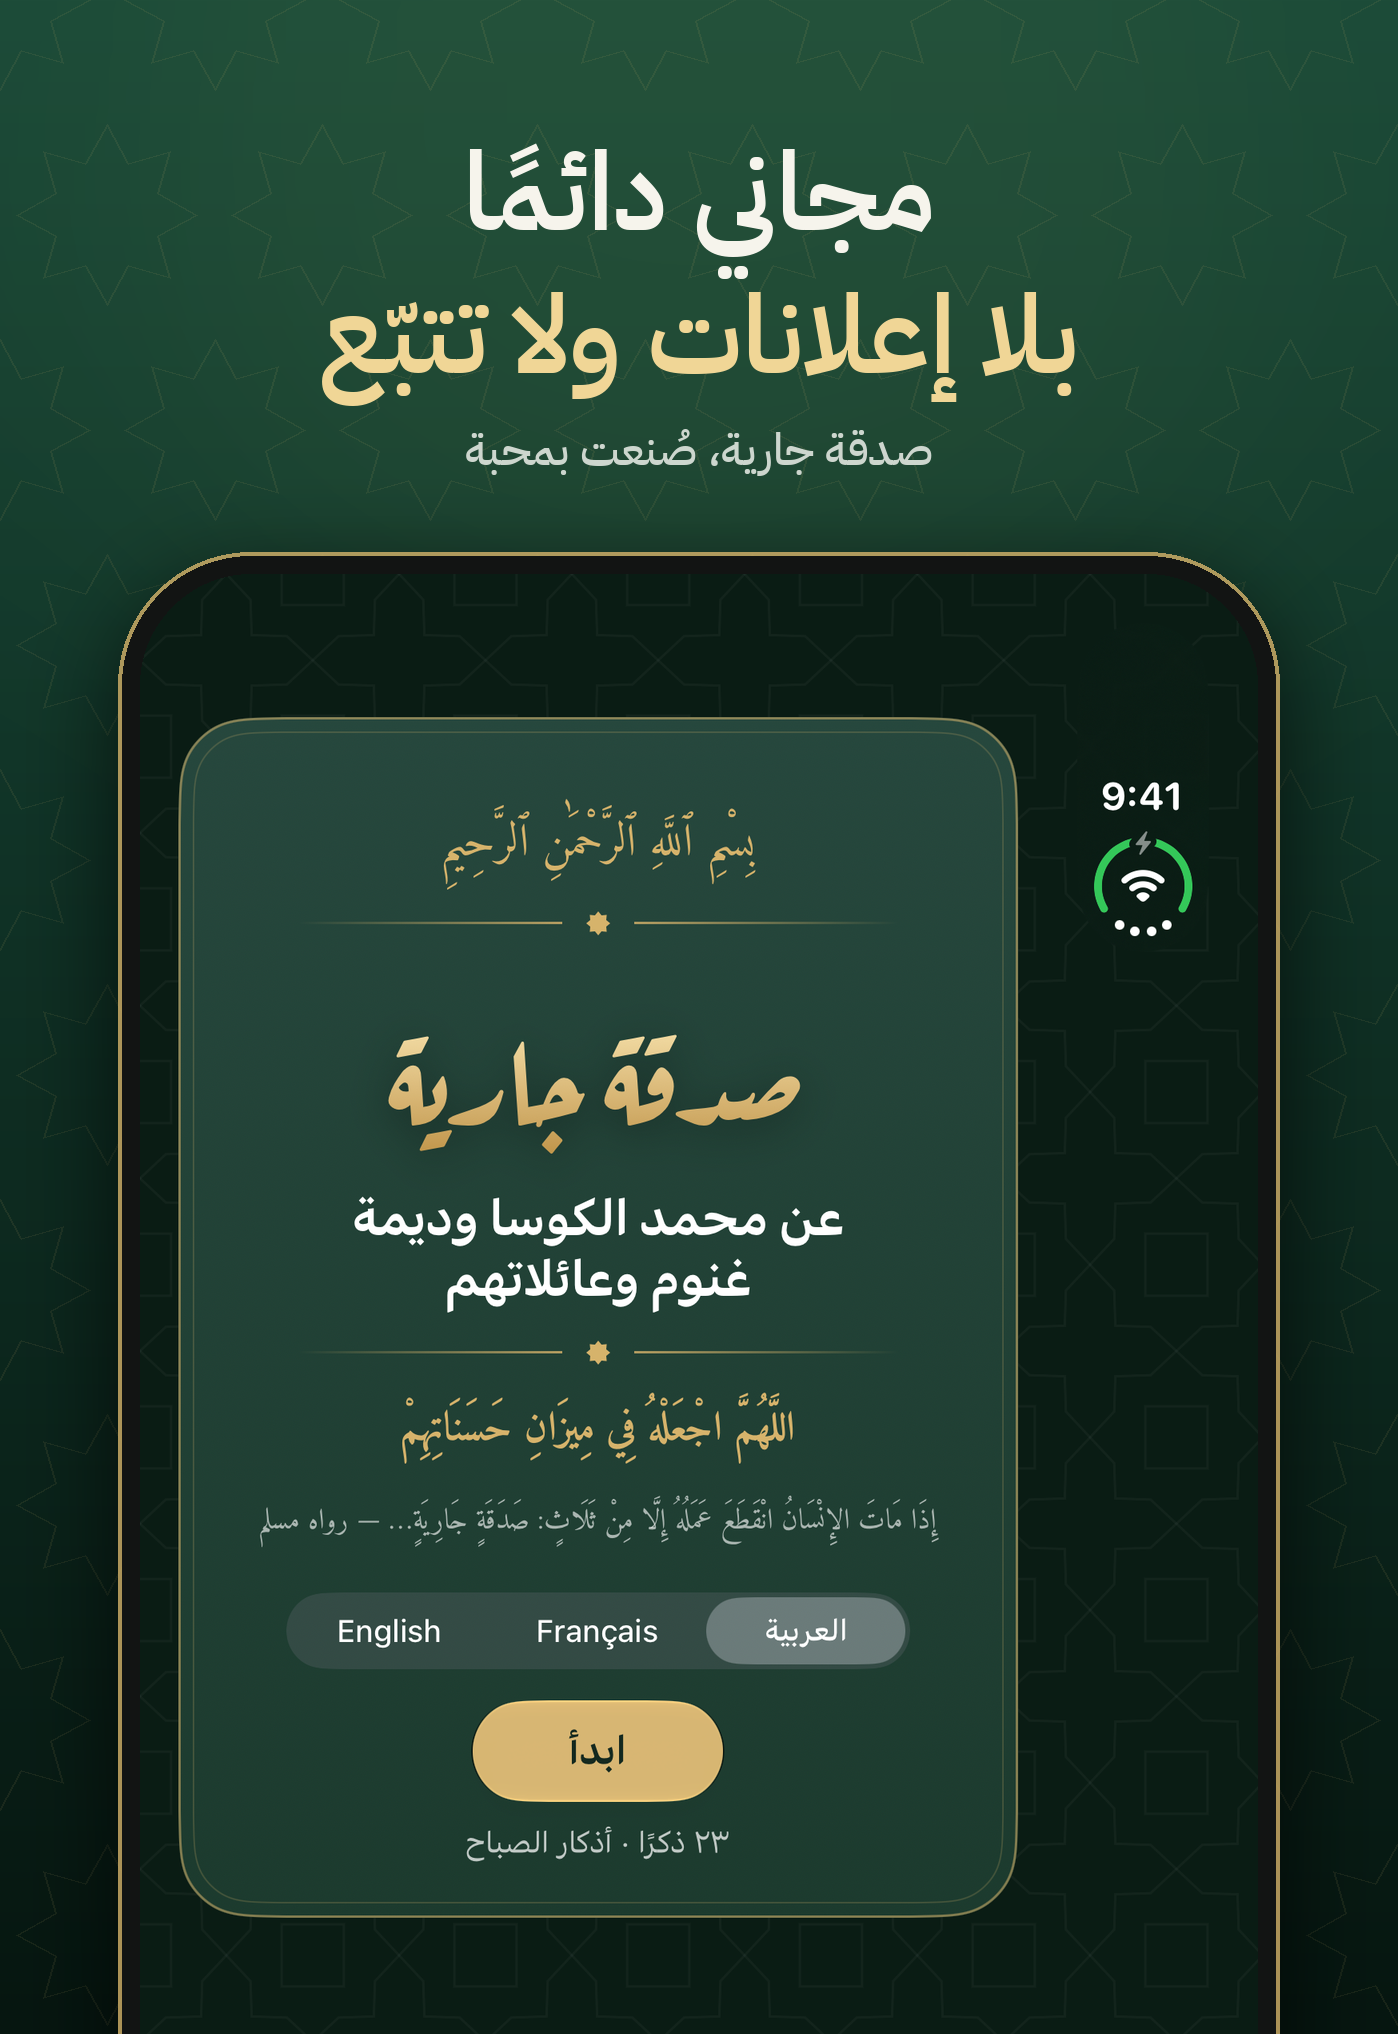 مجاني دائمًا
بلا إعلانات ولا تتبّع
صدقة جارية، صُنعت بمحبة
9:41
بِسْمِ ٱللَّهِ ٱلرَّحْمَٰنِ ٱلرَّحِيمِ
صدقة جارية
عن محمد الكوسا وديمة
غنوم وعائلاتهم
اللَّهُمَّ اجْعَلْهُ فِي مِيزَانِ حَسَنَاتِهِمْ
إِذَا مَاتَ الإِنْسَانُ انْقَطَعَ عَمَلُهُ إِلَّا مِنْ ثَلَاثٍ: صَدَقَةٍ جَارِيَةٍ... — رواه مسلم
العربية Français English
ابدأ
٢٣ ذكرًا · أذكار الصباح